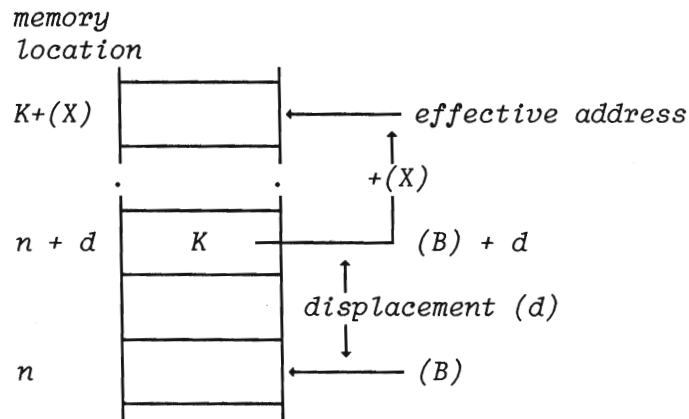 memory
location
K+(X)
effective address
+(X)
n + d
K
(B) + d
displacement (d)
n
(B)